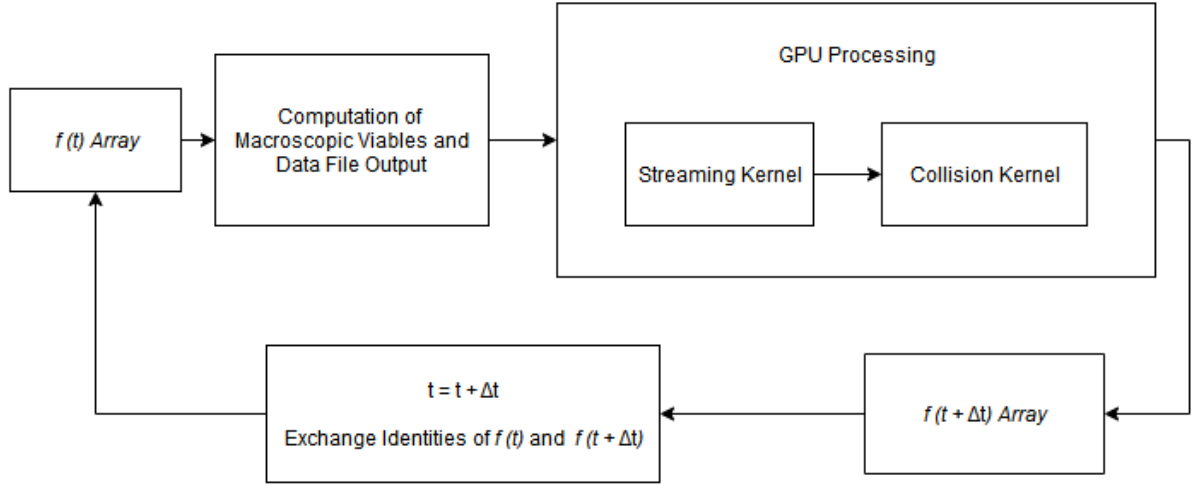 f (t) Array
Computation of
Macroscopic Viables and
Data File Output
GPU Processing
Streaming Kernel
Collision Kernel
t = t + Δt
Exchange Identities of f (t) and f (t + Δt)
f (t + Δt) Array